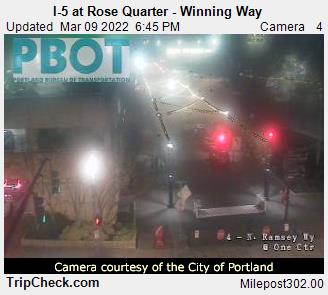 I-5 at Rose Quarter - Winning Way
Updated Mar 09 2022 6:45 PM Camera 4
PBOT
PORTLAND BUREAU OF TRANSPORTATION
4 - N. Ramsey Wy
@ One Ctr
Camera courtesy of the City of Portland
TripCheck.com Milepost302.00